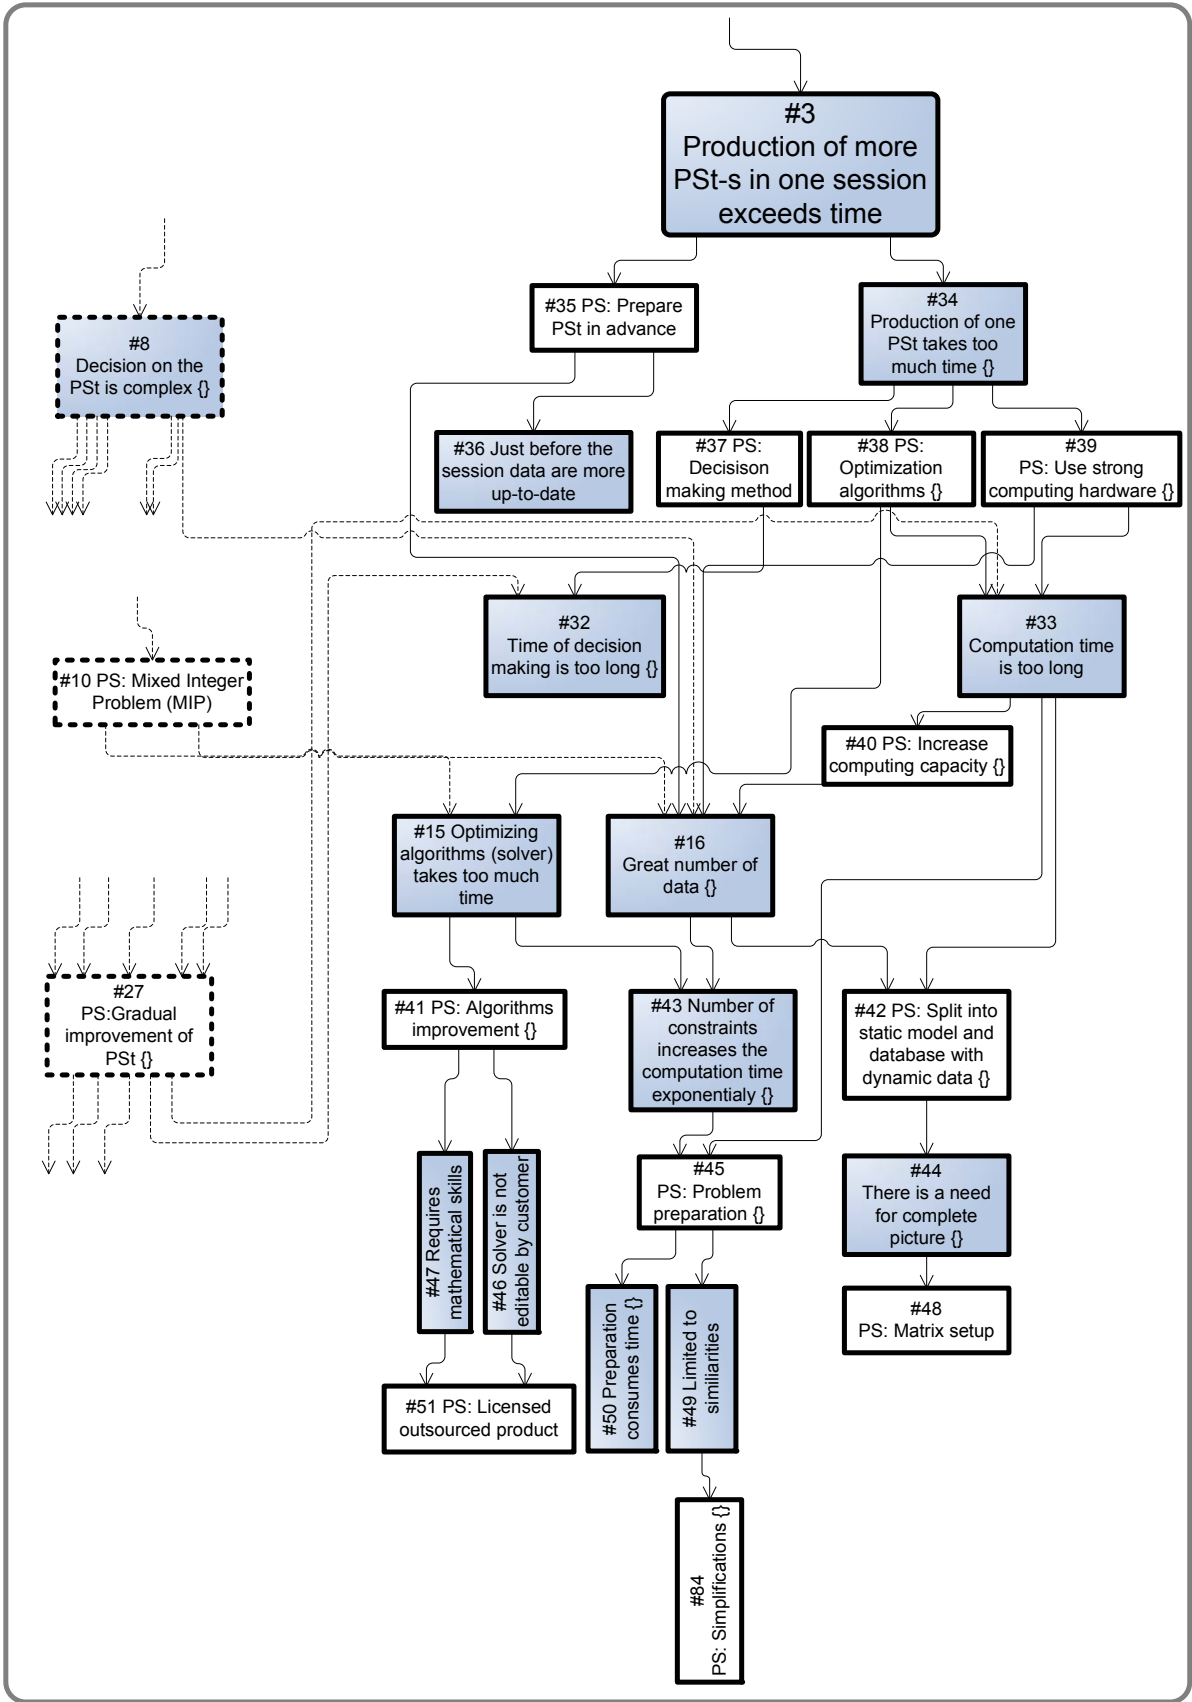 #3
Production of more
PSt-s in one session
exceeds time
#35 PS: Prepare
PSt in advance
#34
Production of one
PSt takes too
much time {}
#8
Decision on the
PSt is complex {}
#36 Just before the
session data are more
up-to-date
#37 PS:
Decisison
making method
#38 PS:
Optimization
algorithms {}
#39
PS: Use strong
computing hardware {}
#32
Time of decision
making is too long {}
#33
Computation time
is too long
#10 PS: Mixed Integer
Problem (MIP)
#40 PS: Increase
computing capacity {}
#15 Optimizing
algorithms (solver)
takes too much
time
#16
Great number of
data {}
#27
PS:Gradual
improvement of
PSt {}
#41 PS: Algorithms
improvement {}
#43 Number of
constraints
increases the
computation time
exponentialy {}
#42 PS: Split into
static model and
database with
dynamic data {}
#47 Requires
mathematical skills
#46 Solver is not
editable by customer
#45
PS: Problem
preparation {}
#44
There is a need
for complete
picture {}
#50 Preparation
consumes time {}
#49 Limited to
similiarities
#48
PS: Matrix setup
#51 PS: Licensed
outsourced product
#84
PS: Simplifications {}